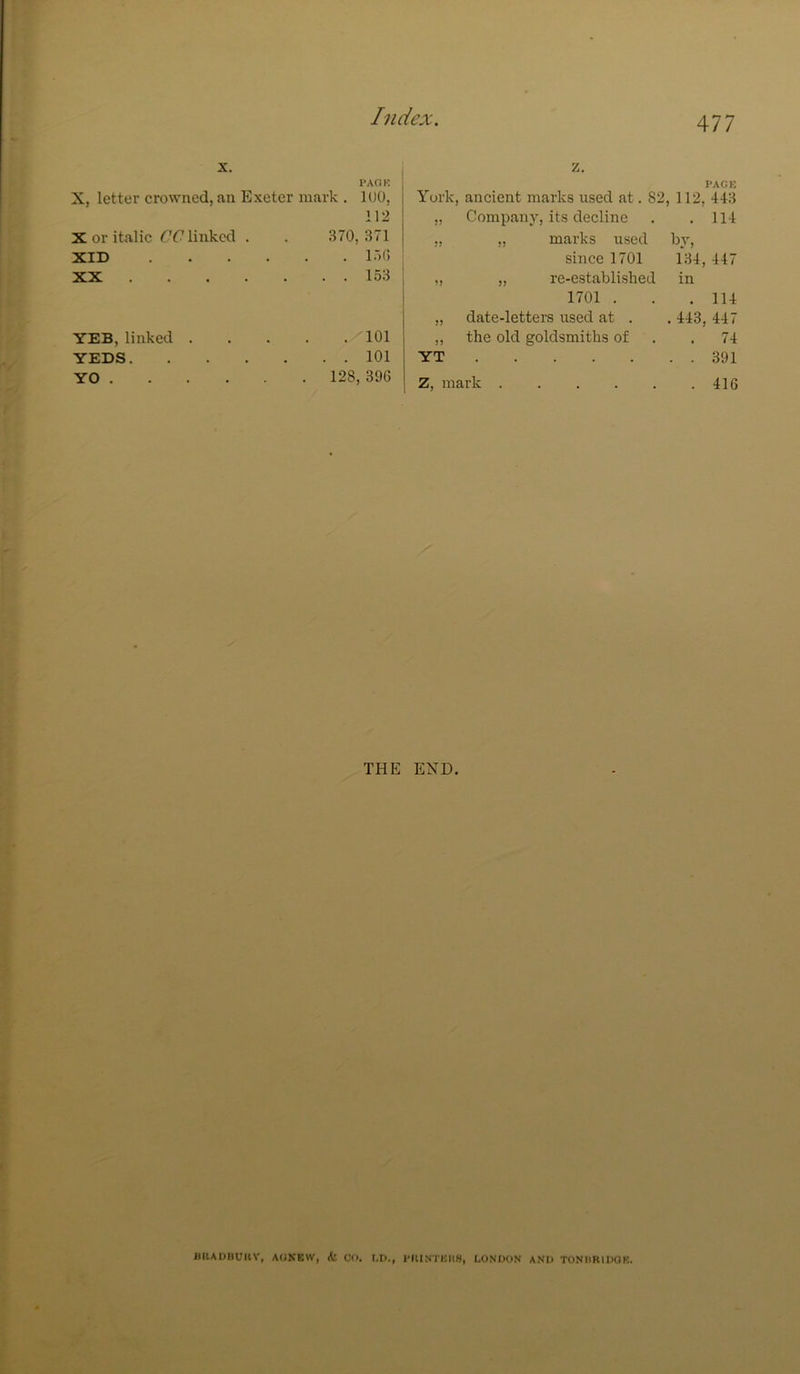 Index.
477
X.
PAGE
X, letter crowned, an Exeter mark . 100,
112
X or italic CC linked . . 370, 371
XID . . . . . . 156
XX . . . . . . . 153
YEB, linked . . . . . 101
YEDS. . . . . . . 101
YO . . . . . . 128, 396
Z.
PAGE
York, ancient marks used at . 82, 112, 443
„ Company, its decline . . 114
„ „ marks used by,
since 1701 134, 447
„ „ re-established in
1701 . . . 114
„ date-letters used at . . 443, 447
„ the old goldsmiths of . . 74
YT . . . . . . . 391
Z, mark . . . . . . 416
THE END.
BRADBURY, AGNEW, & CO. LD., PRINTERS, LONDON AND TONBRIDGE.